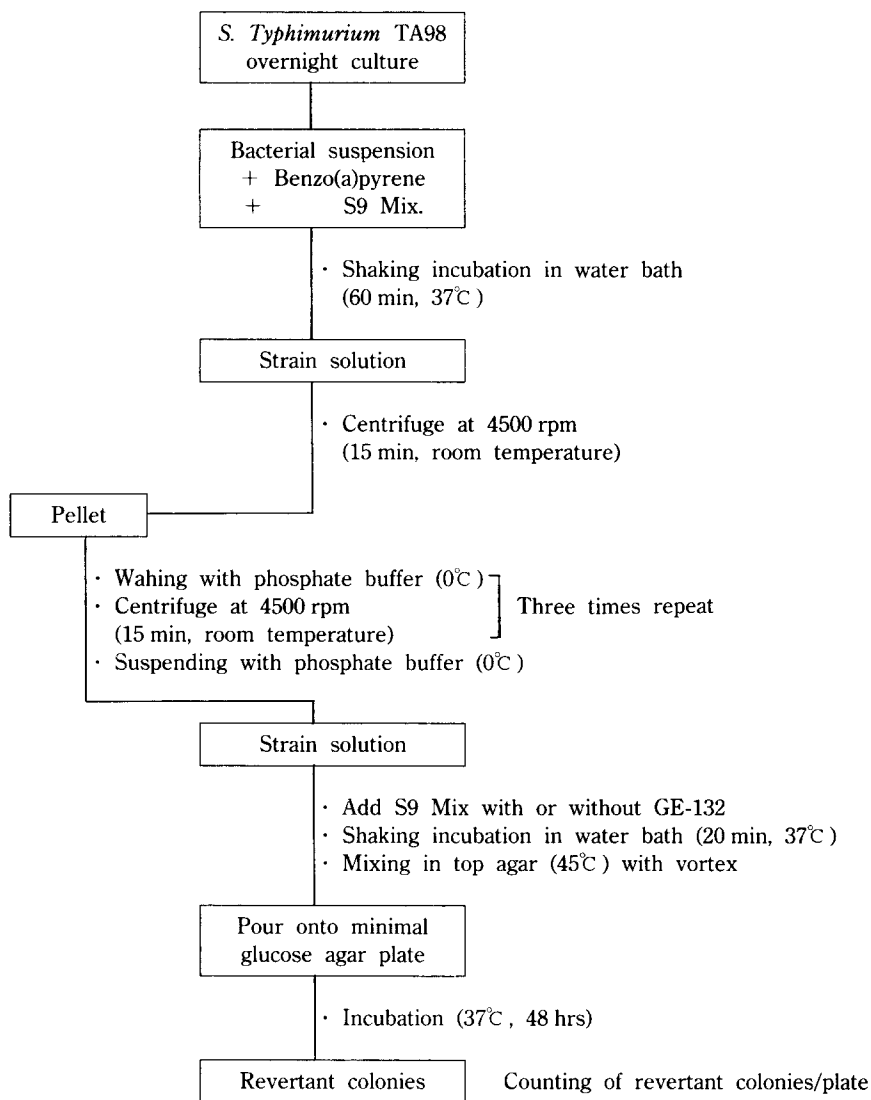 S. Typhimurium TA98
overnight culture
Bacterial suspension
+ Benzo(a)pyrene
+ S9 Mix.
· Shaking incubation in water bath
(60 min, 37℃)
Strain solution
· Centrifuge at 4500 rpm
(15 min, room temperature)
Pellet
· Wahing with phosphate buffer (0℃)
· Centrifuge at 4500 rpm
(15 min, room temperature)
Three times repeat
· Suspending with phosphate buffer (0℃)
Strain solution
· Add S9 Mix with or without GE-132
· Shaking incubation in water bath (20 min, 37℃)
· Mixing in top agar (45℃) with vortex
Pour onto minimal
glucose agar plate
· Incubation (37℃, 48 hrs)
Revertant colonies Counting of revertant colonies/plate